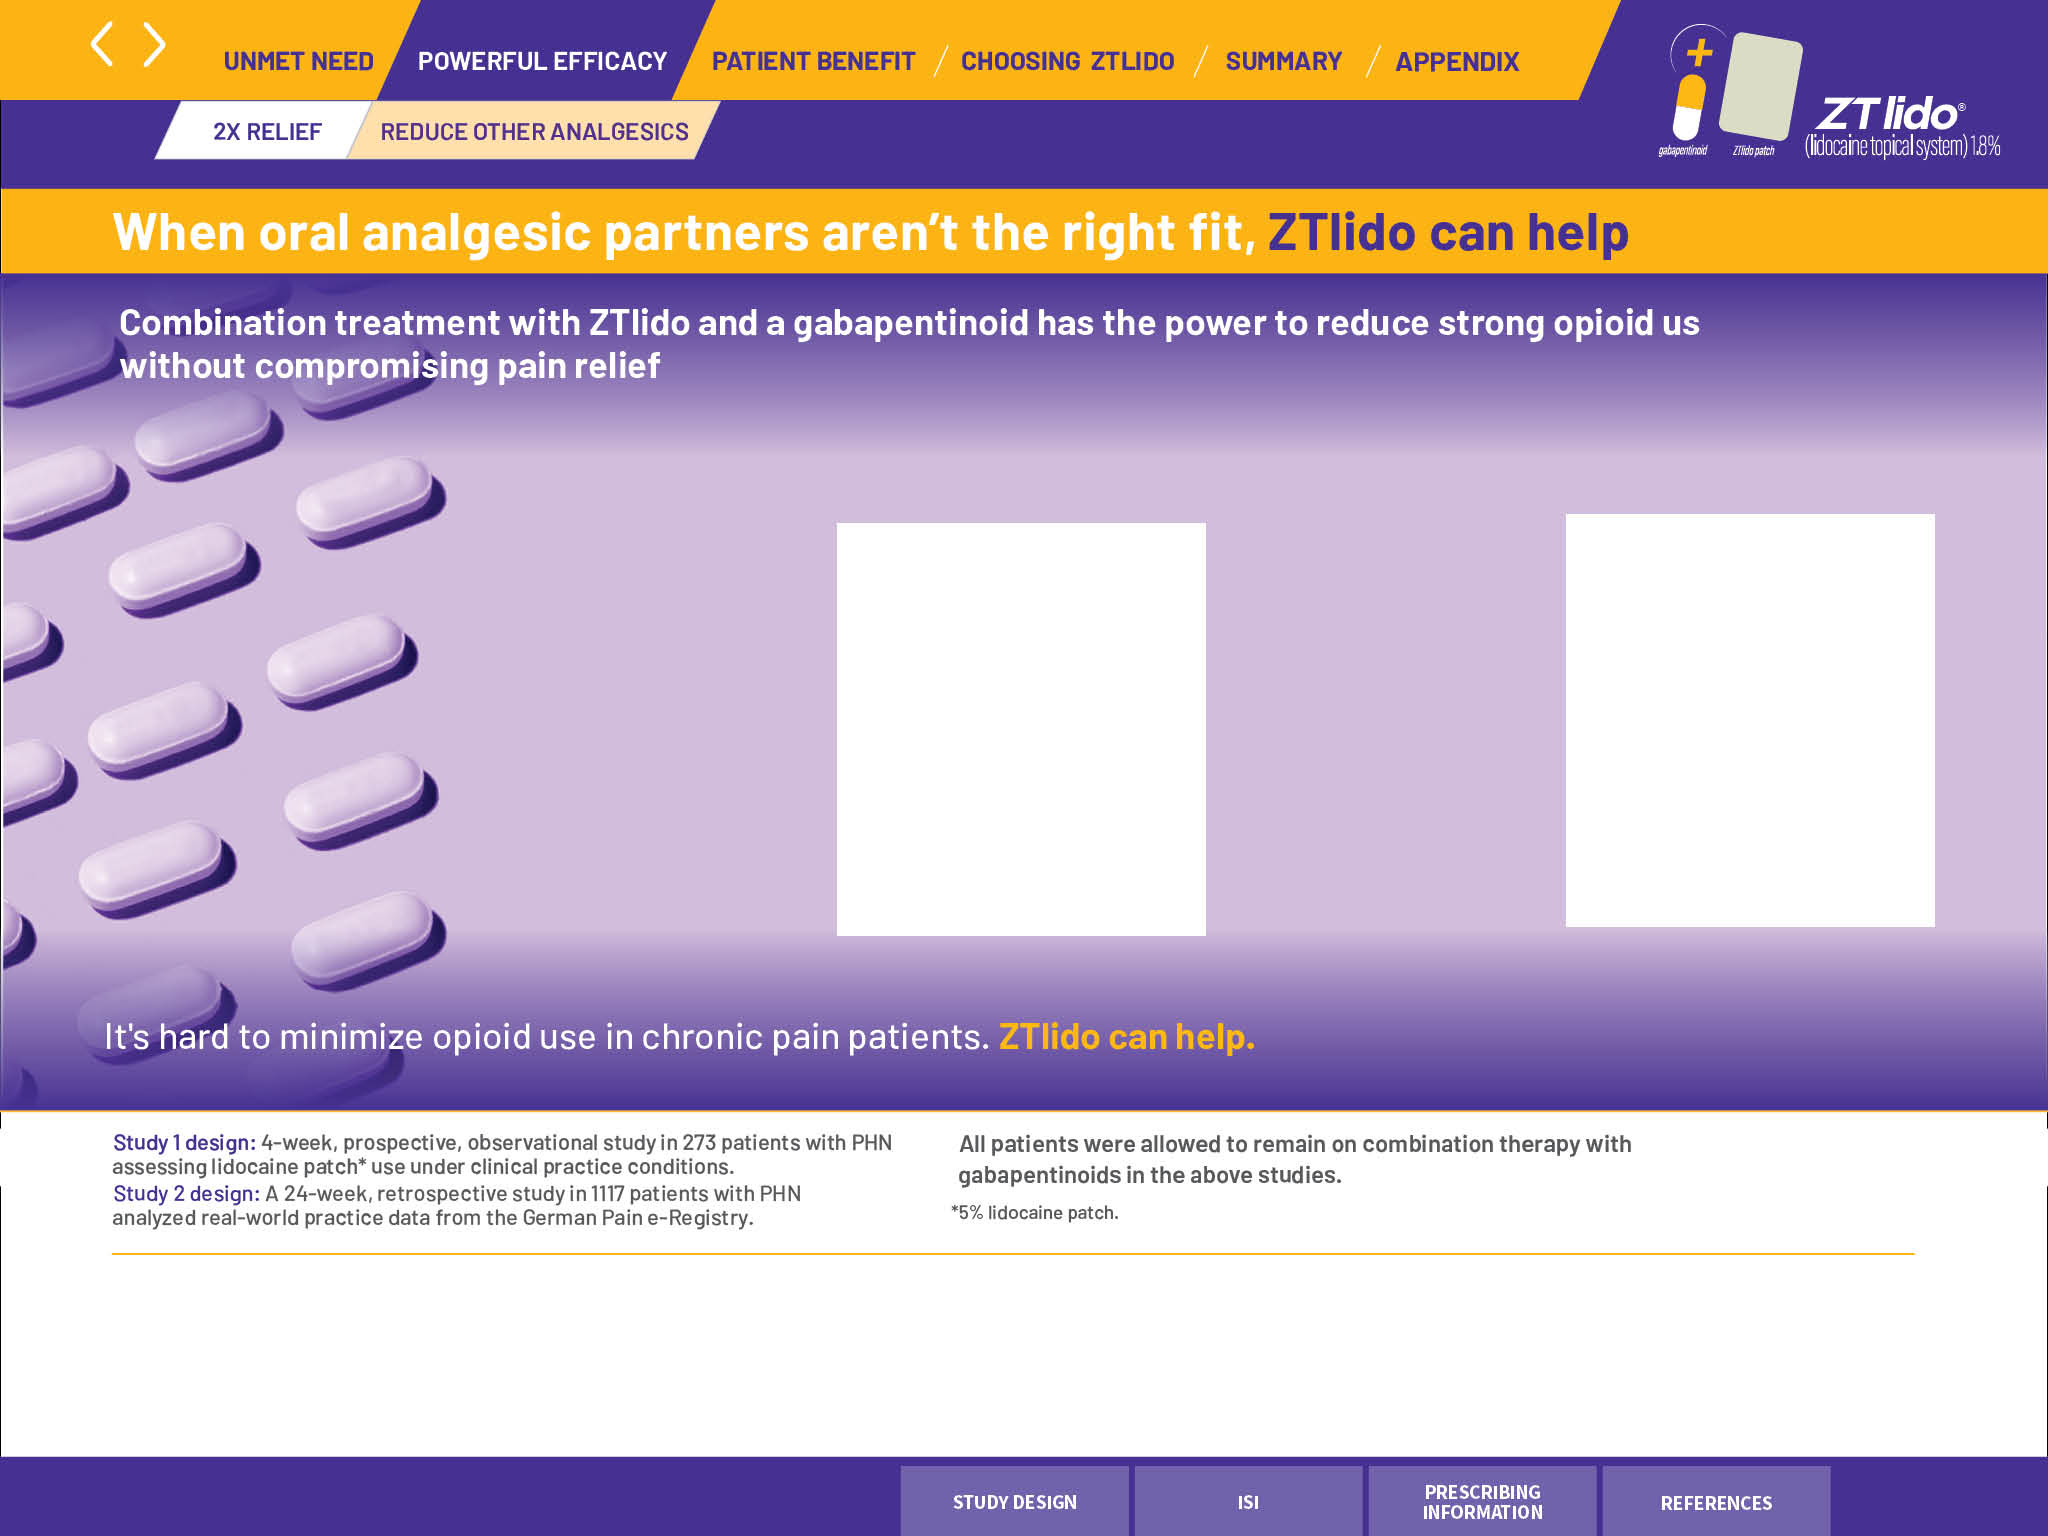 UNMET NEED
POWERFUL EFFICACY
PATIENT BENEFIT
CHOOSING ZTLIDO
SUMMARY
APPENDIX
2X RELIEF
REDUCE OTHER ANALGESICS
gabapentinoid
ZTlido patch
ZTlido®
(lidocaine topical system) 1.8%
When oral analgesic partners aren't the right fit, ZTlido can help
Combination treatment with ZTlido and a gabapentinoid has the power to reduce strong opioid us
without compromising pain relief
It's hard to minimize opioid use in chronic pain patients. ZTlido can help.
Study 1 design: 4-week, prospective, observational study in 273 patients with PHN
assessing lidocaine patch* use under clinical practice conditions.
Study 2 design: A 24-week, retrospective study in 1117 patients with PHN
analyzed real-world practice data from the German Pain e-Registry.
All patients were allowed to remain on combination therapy with
gabapentinoids in the above studies.
*5% lidocaine patch.
STUDY DESIGN
ISI
PRESCRIBING
INFORMATION
REFERENCES